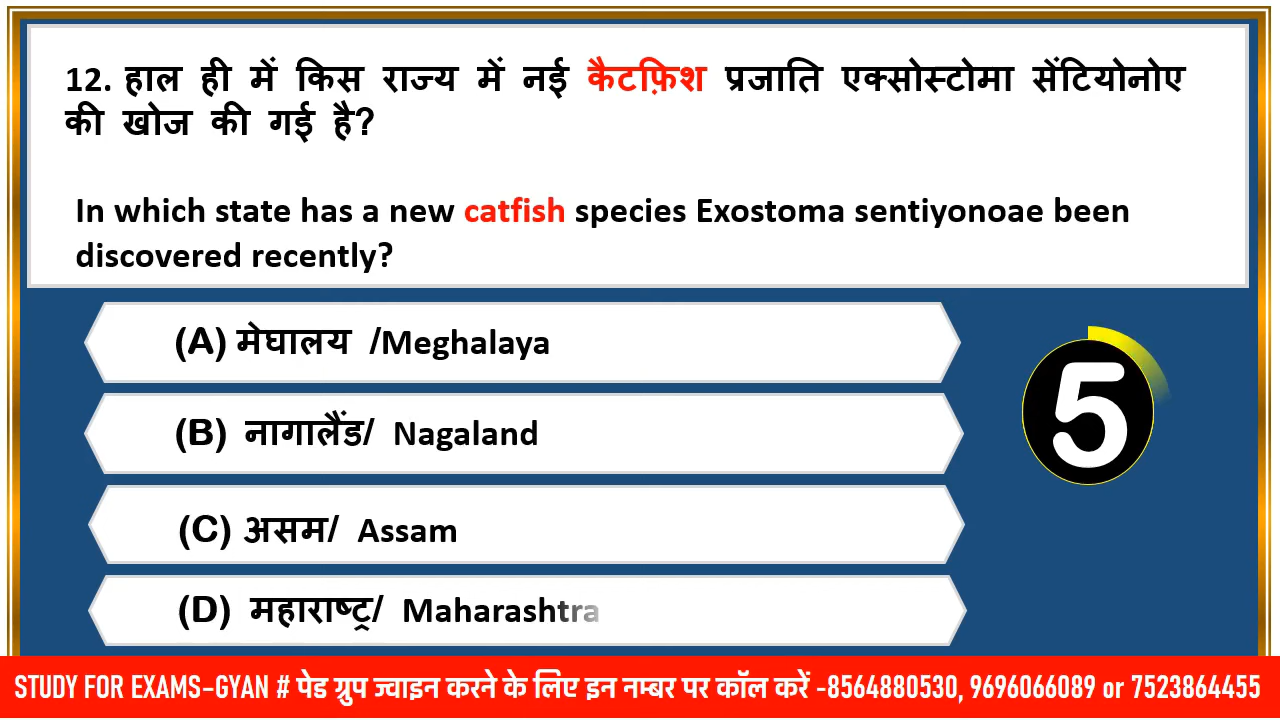 12. हाल ही में किस राज्य में नई कैटफ़िश प्रजाति एक्सोस्टोमा सेंटियोनोए
की खोज की गई है?
In which state has a new catfish species Exostoma sentiyonoae been
discovered recently?
(A) मेघालय /Meghalaya
(B) नागालैंड/ Nagaland
(C) असम/ Assam
(D) महाराष्ट्र/ Maharashtra
5
STUDY FOR EXAMS-GYAN # पेड ग्रुप ज्वाइन करने के लिए इन नम्बर पर कॉल करें -8564880530, 9696066089 or 7523864455